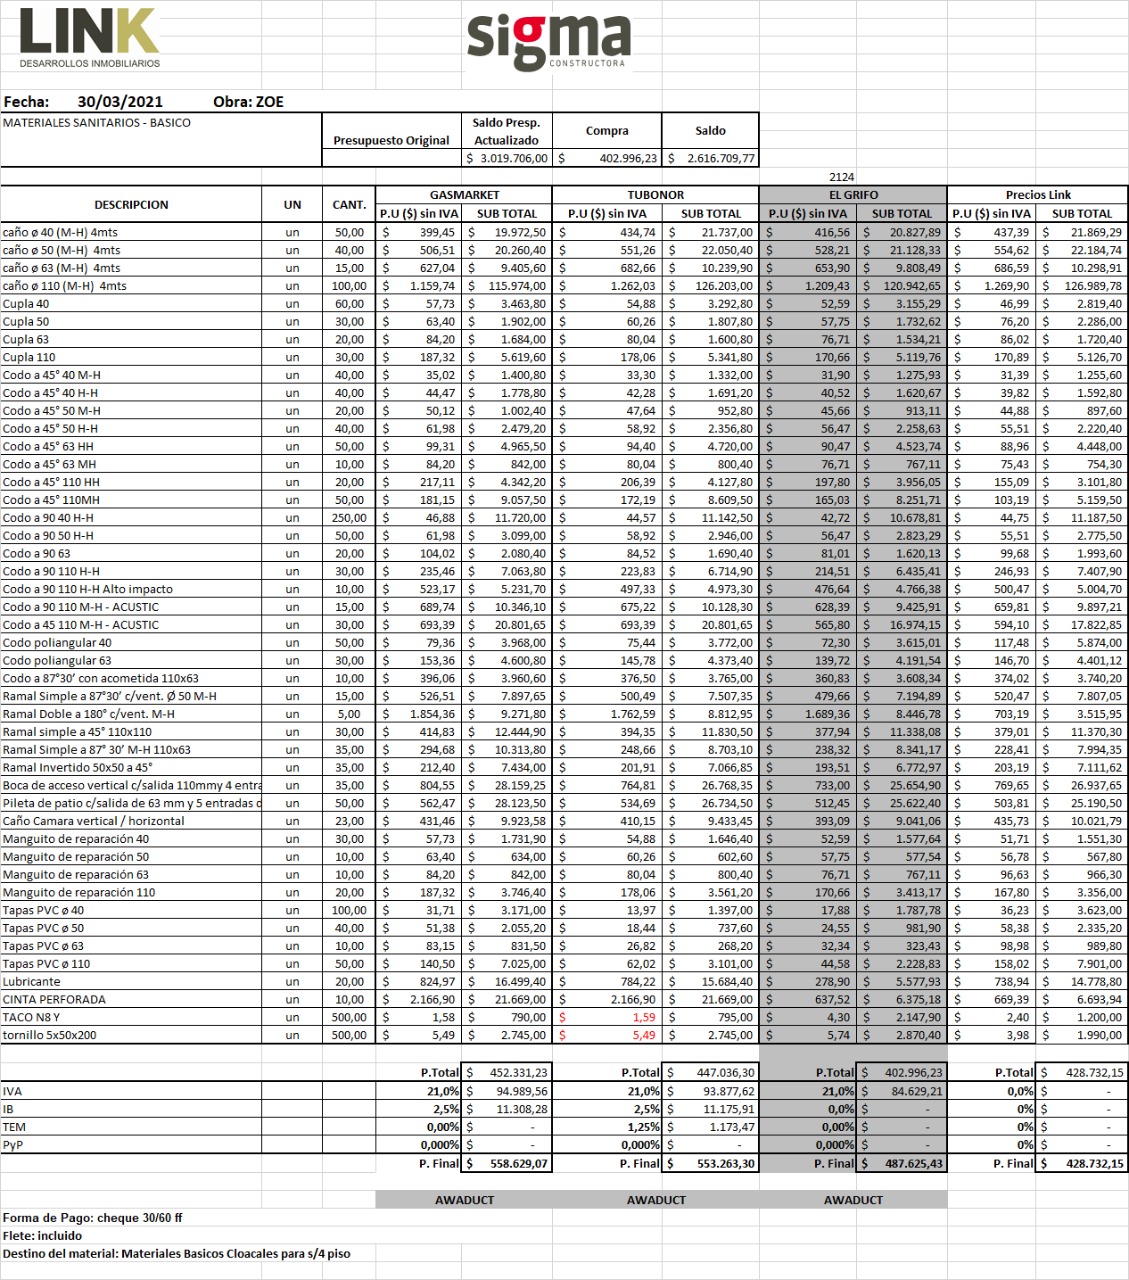 LINK
DESARROLLOS INMOBILIARIOS
sigma
CONSTRUCTORA
Fecha: 30/03/2021 Obra: ZOE
MATERIALES SANITARIOS - BASICO
Presupuesto Original Saldo Presp. Actualizado Compra Saldo
$ 3.019.706,00 $ 402.996,23 $ 2.616.709,77
2124
DESCRIPCION UN CANT. GASMARKET TUBONOR EL GRIFO Precios Link
P.U ($) sin IVA SUB TOTAL P.U ($) sin IVA SUB TOTAL P.U ($) sin IVA SUB TOTAL P.U ($) sin IVA SUB TOTAL
caño ø 40 (M-H) 4mts un 50,00 $ 399,45 $ 19.972,50 $ 434,74 $ 21.737,00 $ 416,56 $ 20.827,89 $ 437,39 $ 21.869,29
caño ø 50 (M-H) 4mts un 40,00 $ 506,51 $ 20.260,40 $ 551,26 $ 22.050,40 $ 528,21 $ 21.128,33 $ 554,62 $ 22.184,74
caño ø 63 (M-H) 4mts un 15,00 $ 627,04 $ 9.405,60 $ 682,66 $ 10.239,90 $ 653,90 $ 9.808,49 $ 686,59 $ 10.298,91
caño ø 110 (M-H) 4mts un 100,00 $ 1.159,74 $ 115.974,00 $ 1.262,03 $ 126.203,00 $ 1.209,43 $ 120.942,65 $ 1.269,90 $ 126.989,78
Cupla 40 un 60,00 $ 57,73 $ 3.463,80 $ 54,88 $ 3.292,80 $ 52,59 $ 3.155,29 $ 46,99 $ 2.819,40
Cupla 50 un 30,00 $ 63,40 $ 1.902,00 $ 60,26 $ 1.807,80 $ 57,75 $ 1.732,62 $ 76,20 $ 2.286,00
Cupla 63 un 20,00 $ 84,20 $ 1.684,00 $ 80,04 $ 1.600,80 $ 76,71 $ 1.534,21 $ 86,02 $ 1.720,40
Cupla 110 un 30,00 $ 187,32 $ 5.619,60 $ 178,06 $ 5.341,80 $ 170,66 $ 5.119,76 $ 170,89 $ 5.126,70
Codo a 45° 40 M-H un 40,00 $ 35,02 $ 1.400,80 $ 33,30 $ 1.332,00 $ 31,90 $ 1.275,93 $ 31,39 $ 1.255,60
Codo a 45° 40 H-H un 40,00 $ 44,47 $ 1.778,80 $ 42,28 $ 1.691,20 $ 40,52 $ 1.620,67 $ 39,82 $ 1.592,80
Codo a 45° 50 M-H un 20,00 $ 50,12 $ 1.002,40 $ 47,64 $ 952,80 $ 45,66 $ 913,11 $ 44,88 $ 897,60
Codo a 45° 50 H-H un 40,00 $ 61,98 $ 2.479,20 $ 58,92 $ 2.356,80 $ 56,47 $ 2.258,63 $ 55,51 $ 2.220,40
Codo a 45° 63 HH un 50,00 $ 99,31 $ 4.965,50 $ 94,40 $ 4.720,00 $ 90,47 $ 4.523,74 $ 88,96 $ 4.448,00
Codo a 45° 63 MH un 10,00 $ 84,20 $ 842,00 $ 80,04 $ 800,40 $ 76,71 $ 767,11 $ 75,43 $ 754,30
Codo a 45° 110 HH un 20,00 $ 217,11 $ 4.342,20 $ 206,39 $ 4.127,80 $ 197,80 $ 3.956,05 $ 155,09 $ 3.101,80
Codo a 45° 110MH un 50,00 $ 181,15 $ 9.057,50 $ 172,19 $ 8.609,50 $ 165,03 $ 8.251,71 $ 103,19 $ 5.159,50
Codo a 90 40 H-H un 250,00 $ 46,88 $ 11.720,00 $ 44,57 $ 11.142,50 $ 42,72 $ 10.678,81 $ 44,75 $ 11.187,50
Codo a 90 50 H-H un 50,00 $ 61,98 $ 3.099,00 $ 58,92 $ 2.946,00 $ 56,47 $ 2.823,29 $ 55,51 $ 2.775,50
Codo a 90 63 un 20,00 $ 104,02 $ 2.080,40 $ 84,52 $ 1.690,40 $ 81,01 $ 1.620,13 $ 99,68 $ 1.993,60
Codo a 90 110 H-H un 30,00 $ 235,46 $ 7.063,80 $ 223,83 $ 6.714,90 $ 214,51 $ 6.435,41 $ 246,93 $ 7.407,90
Codo a 90 110 H-H Alto impacto un 10,00 $ 523,17 $ 5.231,70 $ 497,33 $ 4.973,30 $ 476,64 $ 4.766,38 $ 500,47 $ 5.004,70
Codo a 90 110 M-H - ACUSTIC un 15,00 $ 689,74 $ 10.346,10 $ 675,22 $ 10.128,30 $ 628,39 $ 9.425,91 $ 659,81 $ 9.897,21
Codo a 45 110 M-H - ACUSTIC un 30,00 $ 693,39 $ 20.801,65 $ 693,39 $ 20.801,65 $ 565,80 $ 16.974,15 $ 594,10 $ 17.822,85
Codo poliangular 40 un 50,00 $ 79,36 $ 3.968,00 $ 75,44 $ 3.772,00 $ 72,30 $ 3.615,01 $ 117,48 $ 5.874,00
Codo poliangular 63 un 30,00 $ 153,36 $ 4.600,80 $ 145,78 $ 4.373,40 $ 139,72 $ 4.191,54 $ 146,70 $ 4.401,12
Codo a 87°30’ con acometida 110x63 un 10,00 $ 396,06 $ 3.960,60 $ 376,50 $ 3.765,00 $ 360,83 $ 3.608,34 $ 374,02 $ 3.740,20
Ramal Simple a 87°30’ c/vent. Ø 50 M-H un 15,00 $ 526,51 $ 7.897,65 $ 500,49 $ 7.507,35 $ 479,66 $ 7.194,89 $ 520,47 $ 7.807,05
Ramal Doble a 180° c/vent. M-H un 5,00 $ 1.854,36 $ 9.271,80 $ 1.762,59 $ 8.812,95 $ 1.689,36 $ 8.446,78 $ 703,19 $ 3.515,95
Ramal simple a 45° 110x110 un 30,00 $ 414,83 $ 12.444,90 $ 394,35 $ 11.830,50 $ 377,94 $ 11.338,08 $ 379,01 $ 11.370,30
Ramal Simple a 87° 30’ M-H 110x63 un 35,00 $ 294,68 $ 10.313,80 $ 248,66 $ 8.703,10 $ 238,32 $ 8.341,17 $ 228,41 $ 7.994,35
Ramal Invertido 50x50 a 45° un 35,00 $ 212,40 $ 7.434,00 $ 201,91 $ 7.066,85 $ 193,51 $ 6.772,97 $ 203,19 $ 7.111,62
Boca de acceso vertical c/salida 110mmy 4 entra un 35,00 $ 804,55 $ 28.159,25 $ 764,81 $ 26.768,35 $ 733,00 $ 25.654,90 $ 769,65 $ 26.937,65
Pileta de patio c/salida de 63 mm y 5 entradas d un 50,00 $ 562,47 $ 28.123,50 $ 534,69 $ 26.734,50 $ 512,45 $ 25.622,40 $ 503,81 $ 25.190,50
Caño Camara vertical / horizontal un 23,00 $ 431,46 $ 9.923,58 $ 410,15 $ 9.433,45 $ 393,09 $ 9.041,06 $ 435,73 $ 10.021,79
Manguito de reparación 40 un 30,00 $ 57,73 $ 1.731,90 $ 54,88 $ 1.646,40 $ 52,59 $ 1.577,64 $ 51,71 $ 1.551,30
Manguito de reparación 50 un 10,00 $ 63,40 $ 634,00 $ 60,26 $ 602,60 $ 57,75 $ 577,54 $ 56,78 $ 567,80
Manguito de reparación 63 un 10,00 $ 84,20 $ 842,00 $ 80,04 $ 800,40 $ 76,71 $ 767,11 $ 96,63 $ 966,30
Manguito de reparación 110 un 20,00 $ 187,32 $ 3.746,40 $ 178,06 $ 3.561,20 $ 170,66 $ 3.413,17 $ 167,80 $ 3.356,00
Tapas PVC ø 40 un 100,00 $ 31,71 $ 3.171,00 $ 13,97 $ 1.397,00 $ 17,88 $ 1.787,78 $ 36,23 $ 3.623,00
Tapas PVC ø 50 un 40,00 $ 51,38 $ 2.055,20 $ 18,44 $ 737,60 $ 24,55 $ 981,90 $ 58,38 $ 2.335,20
Tapas PVC ø 63 un 10,00 $ 83,15 $ 831,50 $ 26,82 $ 268,20 $ 32,34 $ 323,43 $ 98,98 $ 989,80
Tapas PVC ø 110 un 50,00 $ 140,50 $ 7.025,00 $ 62,02 $ 3.101,00 $ 44,58 $ 2.228,83 $ 158,02 $ 7.901,00
Lubricante un 20,00 $ 824,97 $ 16.499,40 $ 784,22 $ 15.684,40 $ 278,90 $ 5.577,93 $ 738,94 $ 14.778,80
CINTA PERFORADA un 10,00 $ 2.166,90 $ 21.669,00 $ 2.166,90 $ 21.669,00 $ 637,52 $ 6.375,18 $ 669,39 $ 6.693,94
TACO N8 Y un 500,00 $ 1,58 $ 790,00 $ 1,59 $ 795,00 $ 4,30 $ 2.147,90 $ 2,40 $ 1.200,00
tornillo 5x50x200 un 500,00 $ 5,49 $ 2.745,00 $ 5,49 $ 2.745,00 $ 5,74 $ 2.870,40 $ 3,98 $ 1.990,00
P.Total $ 452.331,23 P.Total $ 447.036,30 P.Total $ 402.996,23 P.Total $ 428.732,15
IVA 21,0% $ 94.989,56 21,0% $ 93.877,62 21,0% $ 84.629,21 0,0% $ -
IB 2,5% $ 11.308,28 2,5% $ 11.175,91 0,0% $ - 0% $ -
TEM 0,00% $ - 1,25% $ 1.173,47 0,00% $ - 0% $ -
PyP 0,000% $ - 0,000% $ - 0,000% $ - 0% $ -
P. Final $ 558.629,07 P. Final $ 553.263,30 P. Final $ 487.625,43 P. Final $ 428.732,15
AWADUCT AWADUCT AWADUCT
Forma de Pago: cheque 30/60 ff
Flete: incluido
Destino del material: Materiales Basicos Cloacales para s/4 piso